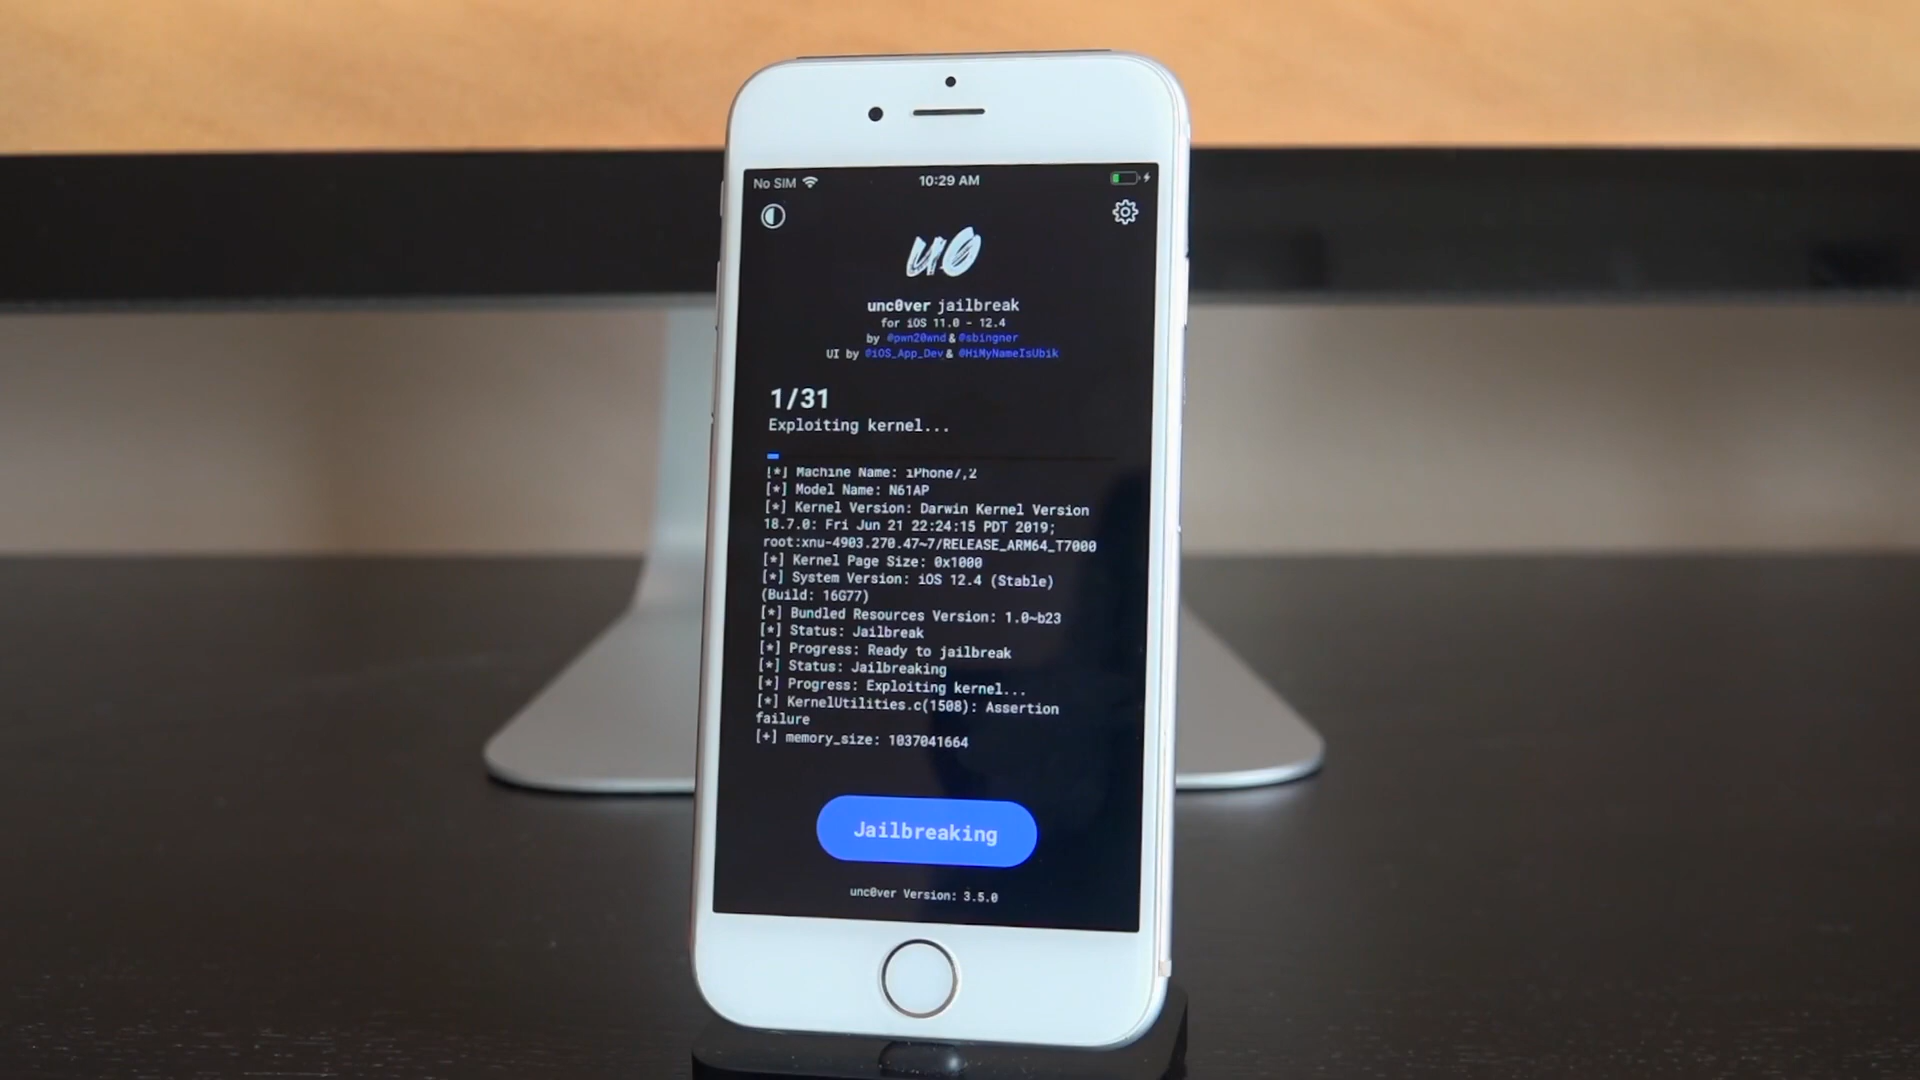 No SIM 10:29 AM
u0
unc0ver jailbreak
for iOS 11.0 - 12.4
by @pwn20wnd & @sbingner
UI by @iOS_App_Dev & @HiMyNameIsUbik
1/31
Exploiting kernel...
[*] Machine Name: iPhone7,2
[*] Model Name: N61AP
[*] Kernel Version: Darwin Kernel Version
18.7.0: Fri Jun 21 22:24:15 PDT 2019;
root:xnu-4903.270.47~7/RELEASE_ARM64_T7000
[*] Kernel Page Size: 0x1000
[*] System Version: iOS 12.4 (Stable)
(Build: 16G77)
[*] Bundled Resources Version: 1.0~b23
[*] Status: Jailbreak
[*] Progress: Ready to jailbreak
[*] Status: Jailbreaking
[*] Progress: Exploiting kernel...
[*] KernelUtilities.c(1508): Assertion
failure
[+] memory_size: 1037041664
Jailbreaking
unc0ver Version: 3.5.0